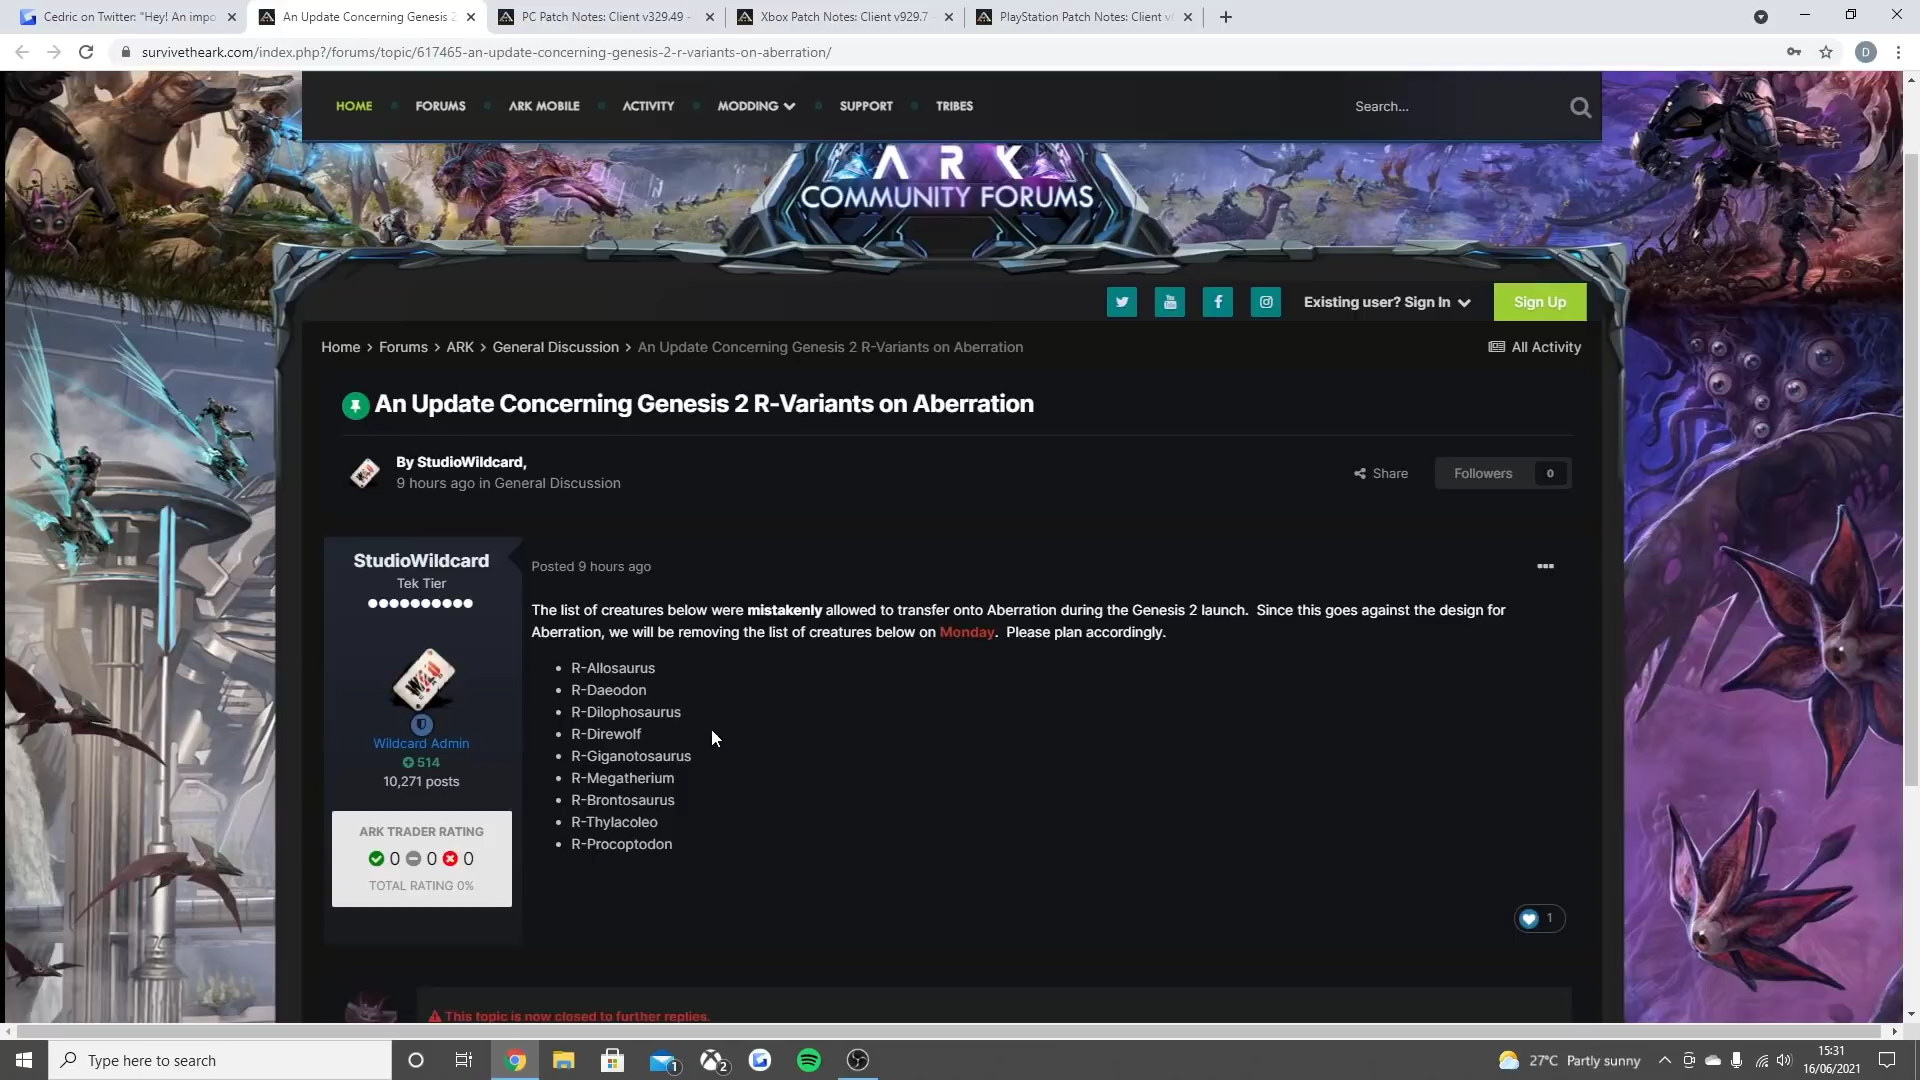 Cedric on Twitter: "Hey! An impo
An Update Concerning Genesis 2
PC Patch Notes: Client v329.49 -
Xbox Patch Notes: Client v929.7
PlayStation Patch Notes: Client v
survivetheark.com/index.php?/forums/topic/617465-an-update-concerning-genesis-2-r-variants-on-aberration/
D
HOME FORUMS ARK MOBILE ACTIVITY MODDING SUPPORT TRIBES Search...
ARK
COMMUNITY FORUMS
Existing user? Sign In Sign Up
Home > Forums > ARK > General Discussion > An Update Concerning Genesis 2 R-Variants on Aberration All Activity
An Update Concerning Genesis 2 R-Variants on Aberration
By StudioWildcard,
9 hours ago in General Discussion
Share Followers 0
StudioWildcard
Tek Tier
WILD
CARD
Wildcard Admin
514
10,271 posts
ARK TRADER RATING
0 0 0
TOTAL RATING 0%
Posted 9 hours ago
The list of creatures below were mistakenly allowed to transfer onto Aberration during the Genesis 2 launch. Since this goes against the design for
Aberration, we will be removing the list of creatures below on Monday. Please plan accordingly.
• R-Allosaurus
• R-Daeodon
• R-Dilophosaurus
• R-Direwolf
• R-Giganotosaurus
• R-Megatherium
• R-Brontosaurus
• R-Thylacoleo
• R-Procoptodon
1
This topic is now closed to further replies.
Type here to search
1
2
27°C Partly sunny
15:31
16/06/2021